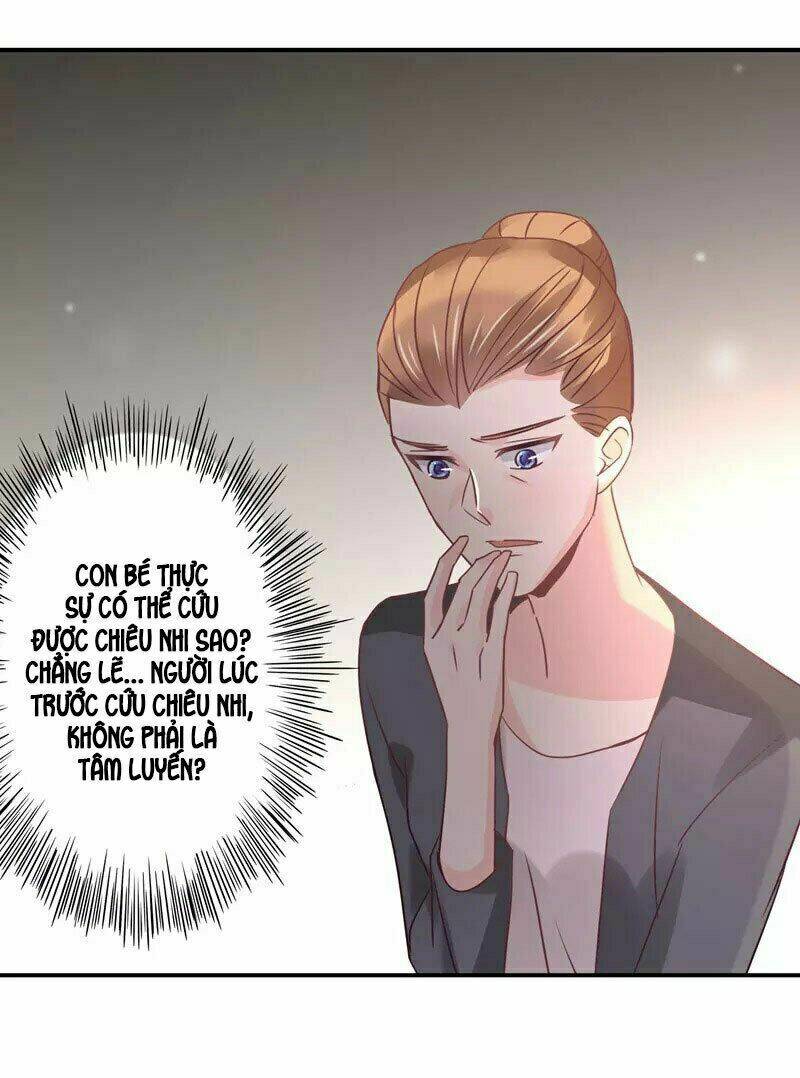 CON BÉ THỰC
SỰ CÓ THỂ CỨU
ĐƯỢC CHIÊU NHI SAO?
CHẲNG LẼ... NGƯỜI LÚC
TRƯỚC CỨU CHIÊU NHI,
KHÔNG PHẢI LÀ
TÂM LUYẾN?